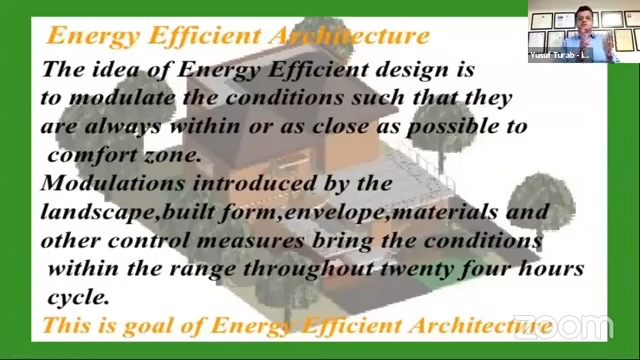 Energy Efficient Architecture
The idea of Energy Efficient design is
to modulate the conditions such that they
are always within or as close as possible to
comfort zone.
Modulations introduced by the
landscape,built form,envelope,materials and
other control measures bring the conditions
within the range throughout twenty four hours
cycle.
This is goal of Energy Efficient Architecture
Yusuf Turab -
zoom